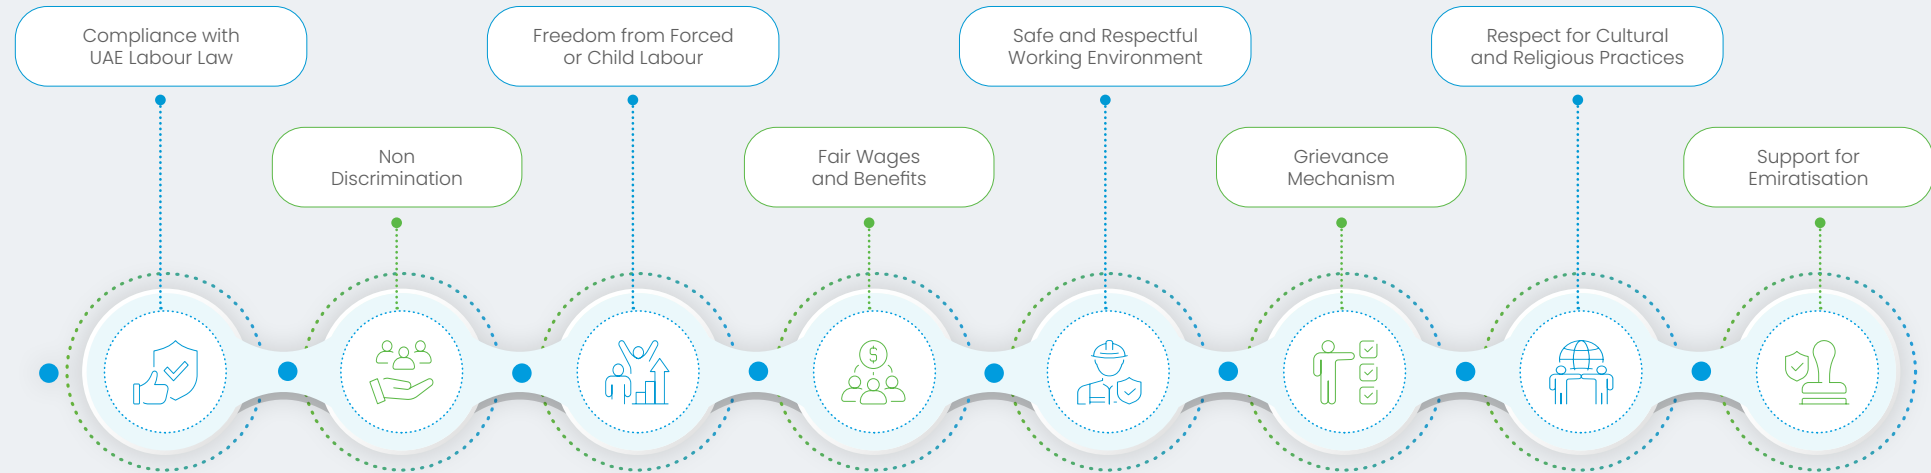 Compliance with
UAE Labour Law
Non
Discrimination
Freedom from Forced
or Child Labour
Fair Wages
and Benefits
Safe and Respectful
Working Environment
Grievance
Mechanism
Respect for Cultural
and Religious Practices
Support for
Emiratisation
$